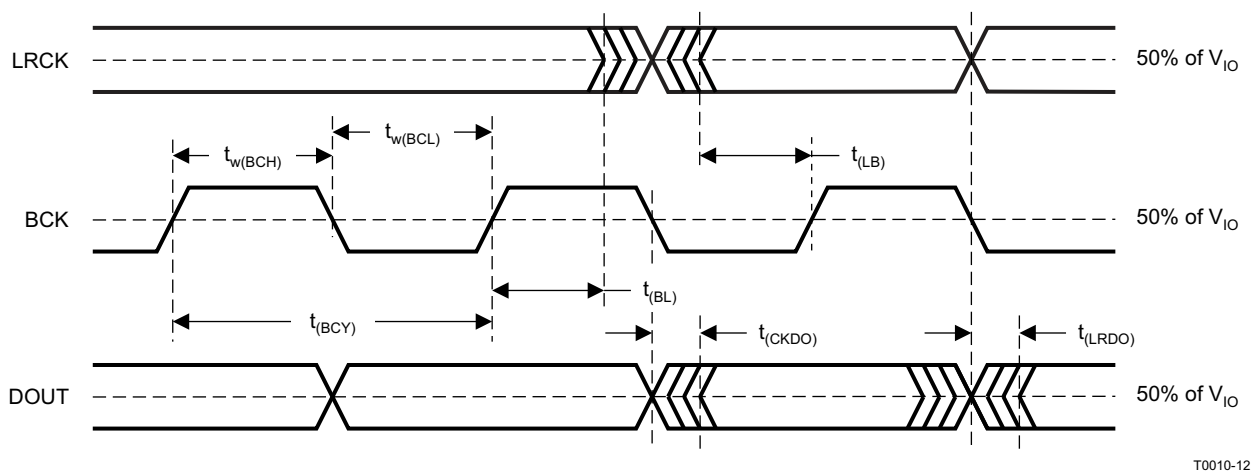 LRCK
50% of V_IO
t_w(BCL)
t_w(BCH)
t_(LB)
BCK
50% of V_IO
t_(BL)
t_(BCY)
t_(CKDO)
t_(LRDO)
DOUT
50% of V_IO
T0010-12